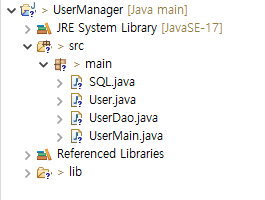 > UserManager [Java main]
JRE System Library [JavaSE-17]
> src
> main
> SQL.java
> User.java
> UserDao.java
> UserMain.java
Referenced Libraries
> lib